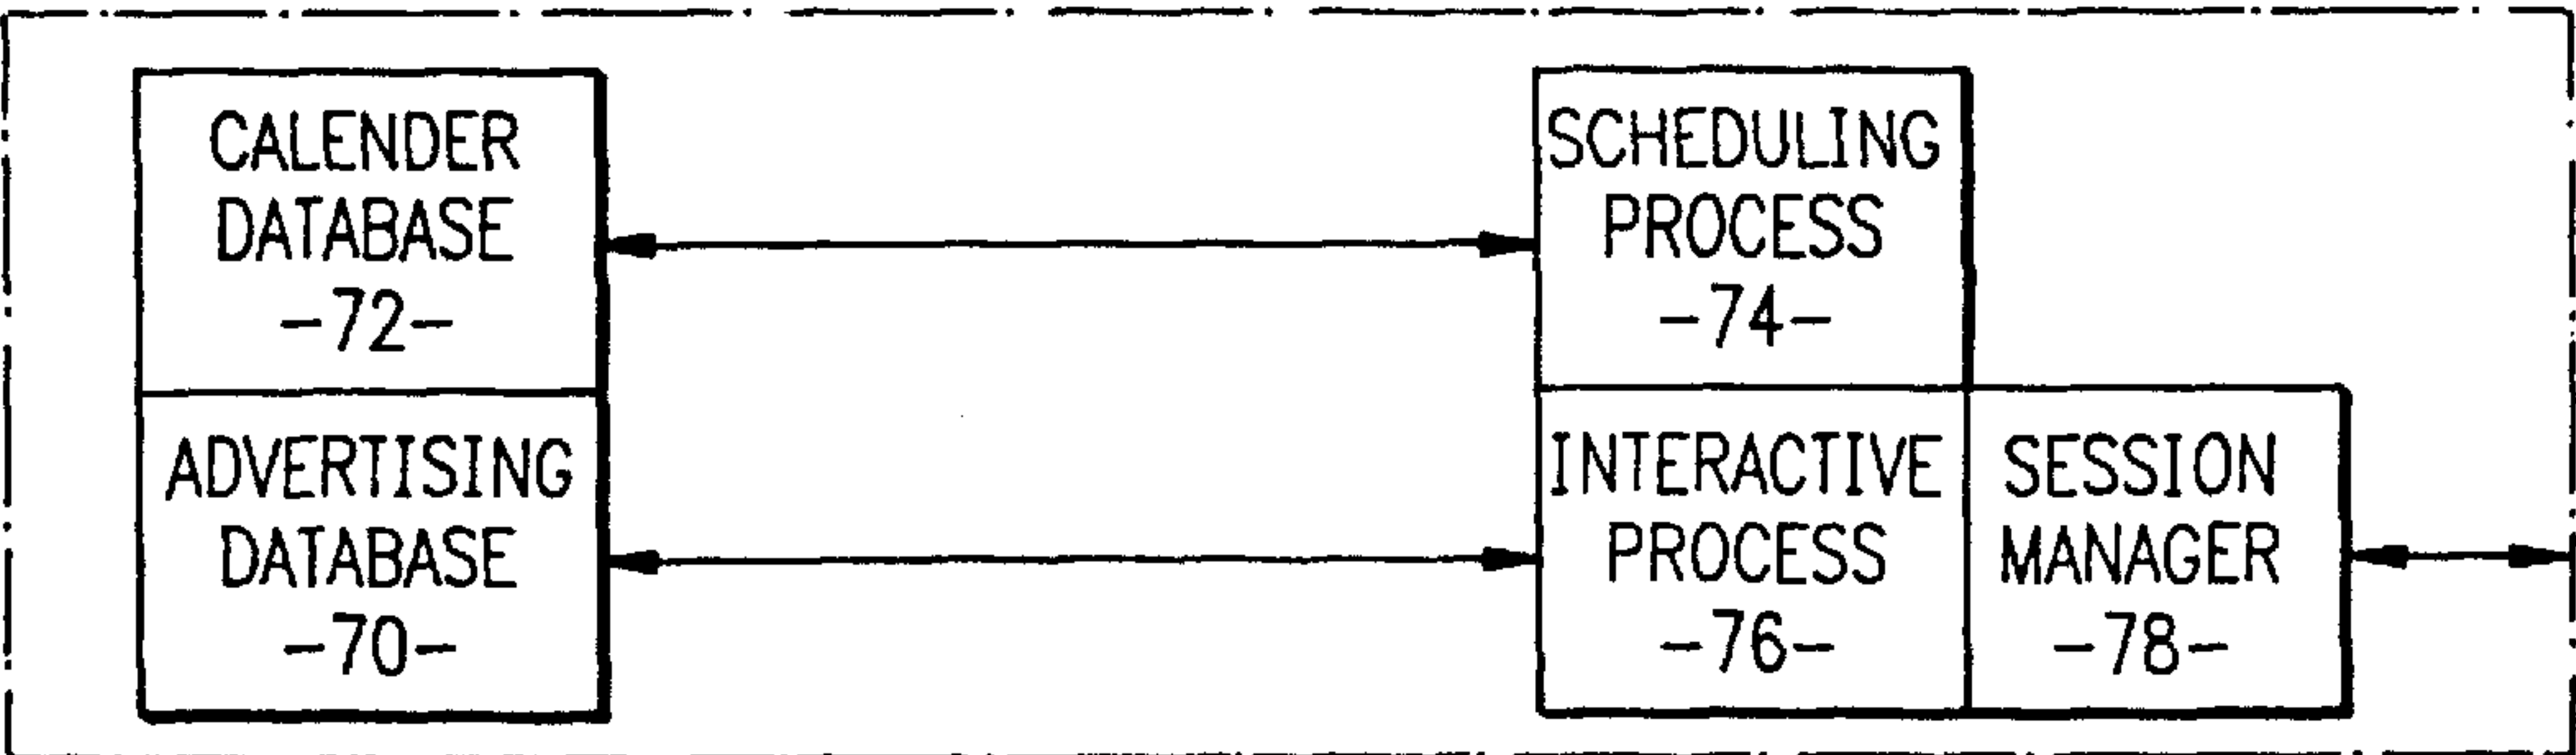 CALENDER
DATABASE
-72-
SCHEDULING
PROCESS
-74-
ADVERTISING
DATABASE
-70-
INTERACTIVE
PROCESS
-76-
SESSION
MANAGER
-78-